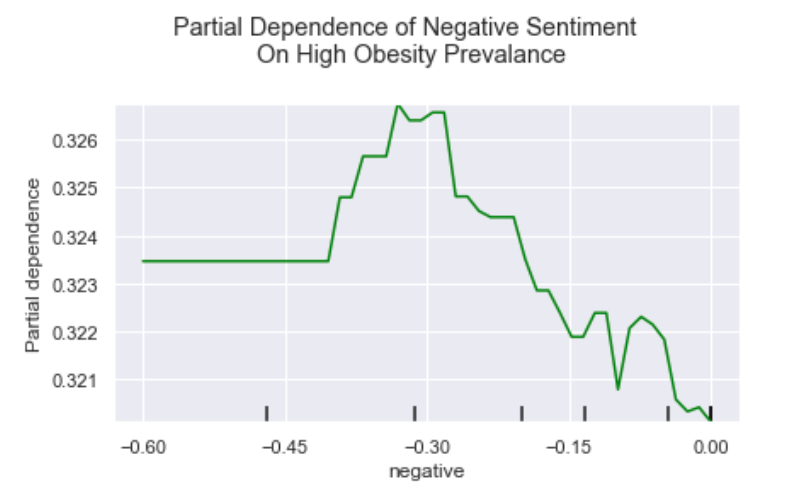 Partial Dependence of Negative Sentiment
On High Obesity Prevalance
0.326
0.325
0.324
0.323
0.322
0.321
Partial dependence
−0.60 −0.45 −0.30 −0.15 0.00
negative